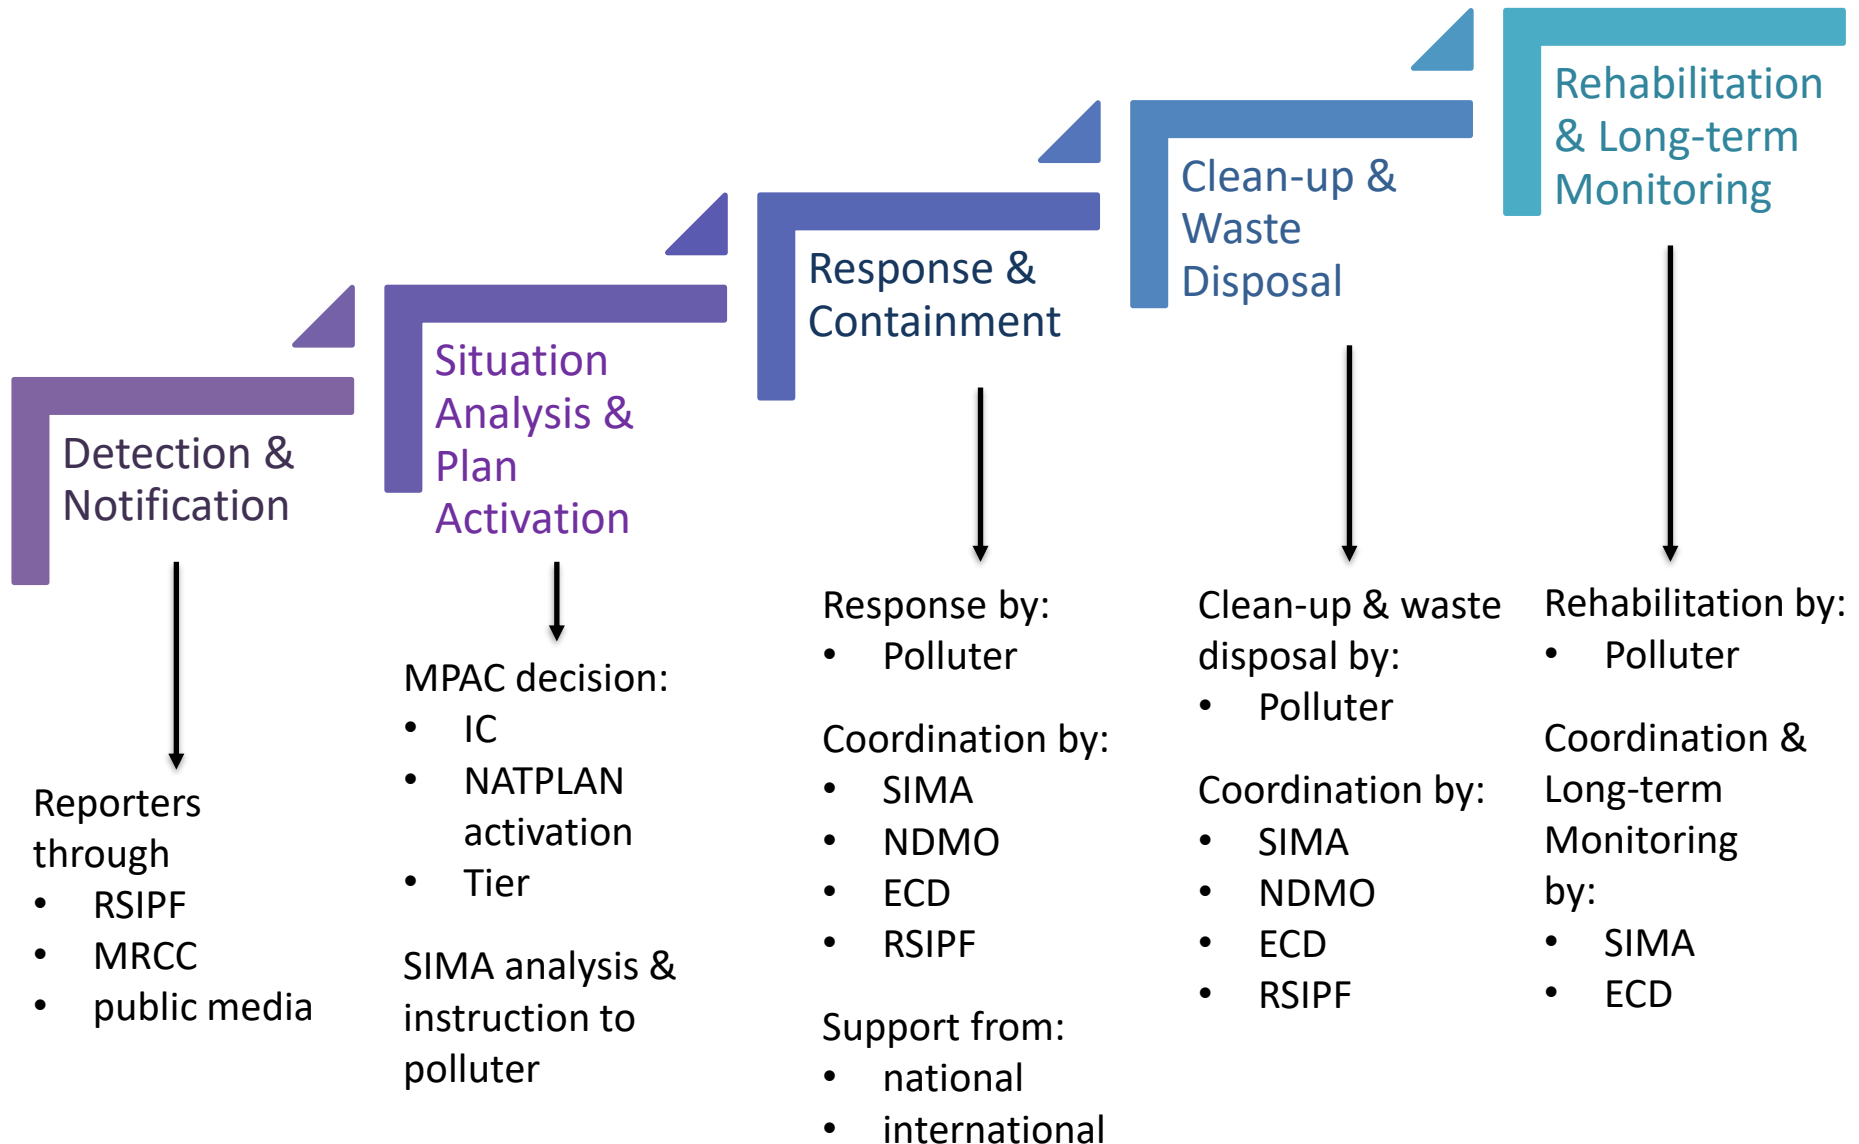 Detection &
Notification
Reporters
through
• RSIPF
• MRCC
• public media
Situation
Analysis &
Plan
Activation
MPAC decision:
• IC
• NATPLAN
activation
• Tier
SIMA analysis &
instruction to
polluter
Response &
Containment
Response by:
• Polluter
Coordination by:
• SIMA
• NDMO
• ECD
• RSIPF
Support from:
• national
• international
Clean-up &
Waste
Disposal
Clean-up & waste
disposal by:
• Polluter
Coordination by:
• SIMA
• NDMO
• ECD
• RSIPF
Rehabilitation
& Long-term
Monitoring
Rehabilitation by:
• Polluter
Coordination &
Long-term
Monitoring
by:
• SIMA
• ECD